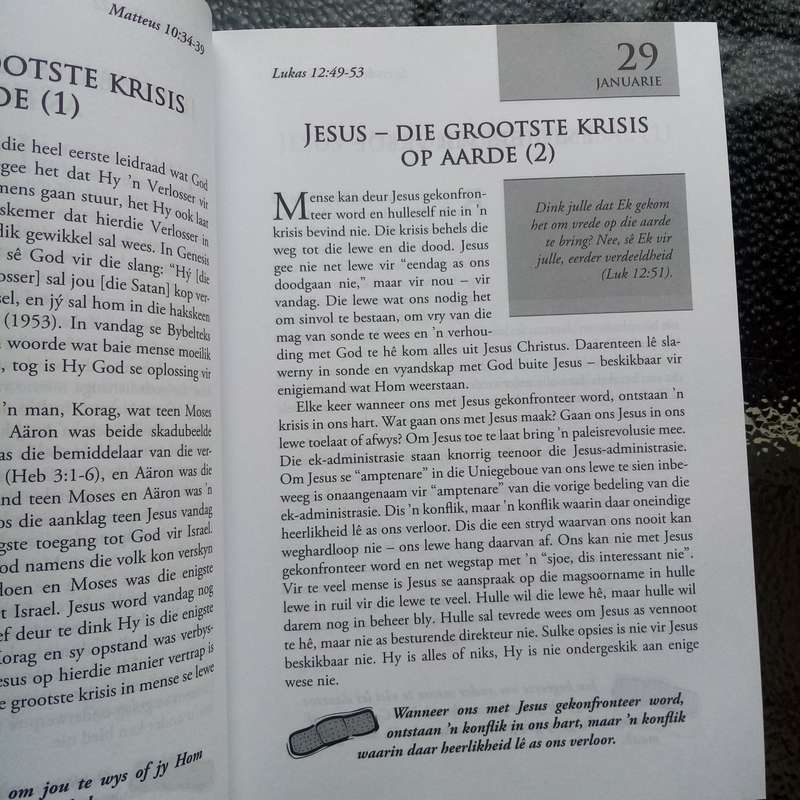 Matteus 10:34-39
OOTSTE KRISIS
DE (1)
die heel eerste leidraad wat God
gee het dat Hy ’n Verlosser vir
mens gaan stuur, het Hy ook laat
skemer dat hierdie Verlosser in
lik gewikkel sal wees. In Genesis
sê God vir die slang: “Hý [die
losser] sal jou [die Satan] kop ver-
sel, en jý sal hom in die hakskeen
(1953). In vandag se Bybelteks
woorde wat baie mense moeilik
, tog is Hy God se oplossing vir
’n man, Korag, wat teen Moses
Aäron was beide skadubeelde
as die bemiddelaar van die ver-
(Heb 3:1-6), en Aäron was die
nd teen Moses en Aäron was ’n
os die aanklag teen Jesus vandag
gste toegang tot God vir Israel.
od namens die volk kon verskyn
doen en Moses was die enigste
t Israel. Jesus word vandag nog
ef deur te dink Hy is die enigste
Korag en sy opstand was verbys-
esus op hierdie manier vertrap is
e grootste krisis in mense se lewe
om jou te wys of jy Hom
Lukas 12:49-53
29
JANUARIE
JESUS – DIE GROOTSTE KRISIS
OP AARDE (2)
Mense kan deur Jesus gekonfron-
teer word en hulleself nie in ’n
krisis bevind nie. Die krisis behels die
weg tot die lewe en die dood. Jesus
gee nie net lewe vir “eendag as ons
doodgaan nie,” maar vir nou – vir
vandag. Die lewe wat ons nodig het
om sinvol te bestaan, om vry van die
mag van sonde te wees en ’n verhou-
ding met God te hê kom alles uit Jesus Christus. Daarenteen lê sla-
werny in sonde en vyandskap met God buite Jesus – beskikbaar vir
enigiemand wat Hom weerstaan.
Dink julle dat Ek gekom
het om vrede op die aarde
te bring? Nee, sê Ek vir
julle, eerder verdeeldheid
(Luk 12:51).
Elke keer wanneer ons met Jesus gekonfronteer word, ontstaan ’n
krisis in ons hart. Wat gaan ons met Jesus maak? Gaan ons Jesus in ons
lewe toelaat of afwys? Om Jesus toe te laat bring ’n paleisrevolusie mee.
Die ek-administrasie staan knorrig teenoor die Jesus-administrasie.
Om Jesus se “amptenare” in die Uniegeboue van ons lewe te sien inbe-
weeg is onaangenaam vir “amptenare” van die vorige bedeling van die
ek-administrasie. Dis ’n konflik, maar ’n konflik waarin daar oneindige
heerlikheid lê as ons verloor. Dis die een stryd waarvan ons nooit kan
weghardloop nie – ons lewe hang daarvan af. Ons kan nie met Jesus
gekonfronteer word en net wegstap met ’n “sjoe, dis interessant nie”.
Vir te veel mense is Jesus se aanspraak op die magsoorname in hulle
lewe in ruil vir die lewe te veel. Hulle wil die lewe hê, maar hulle wil
darem nog in beheer bly. Hulle sal tevrede wees om Jesus as vennoot
te hê, maar nie as besturende direkteur nie. Sulke opsies is nie vir Jesus
beskikbaar nie. Hy is alles of niks, Hy is nie ondergeskik aan enige
wese nie.
Wanneer ons met Jesus gekonfronteer word,
ontstaan ’n konflik in ons hart, maar ’n konflik
waarin daar heerlikheid lê as ons verloor.